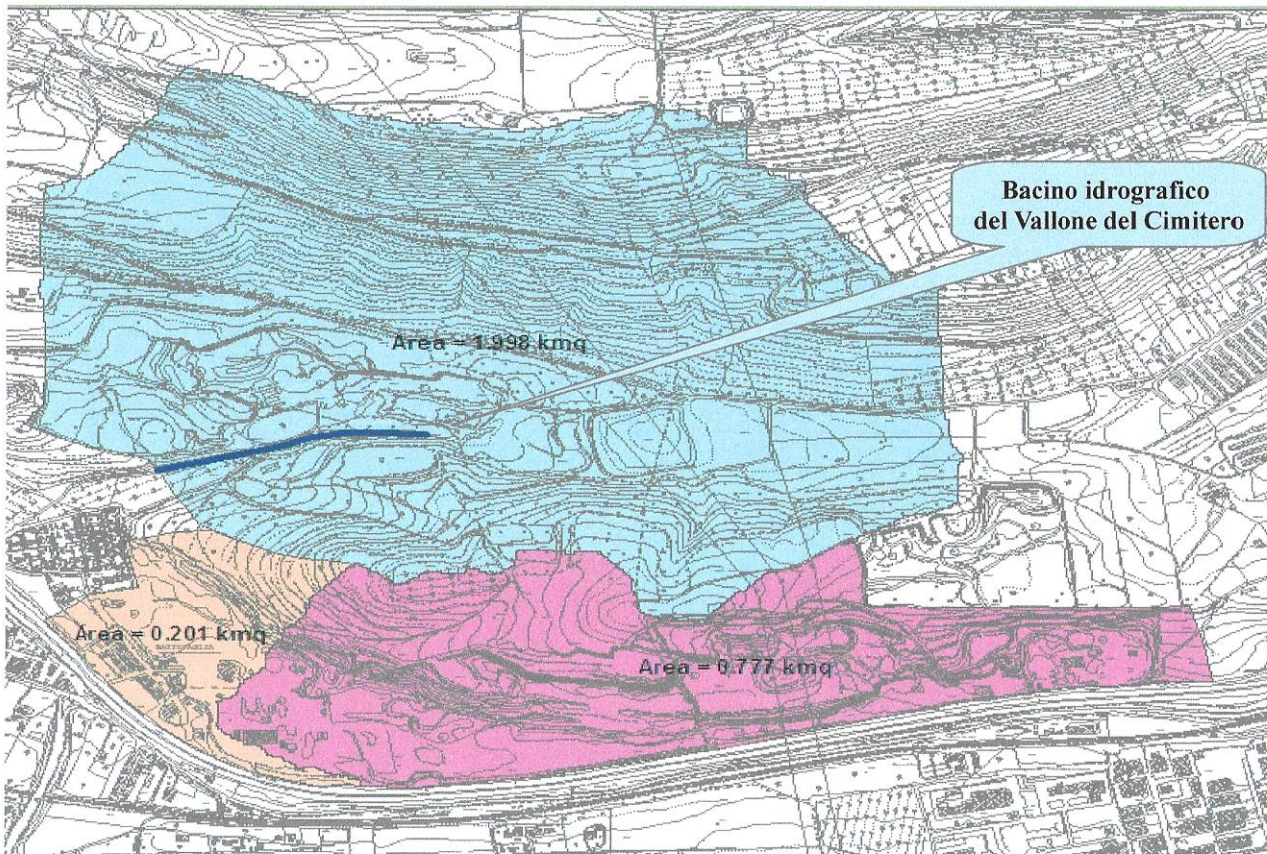 Bacino idrografico
del Vallone del Cimitero
Area = 1.998 kmq
Area = 0.201 kmq
Area = 0.777 kmq